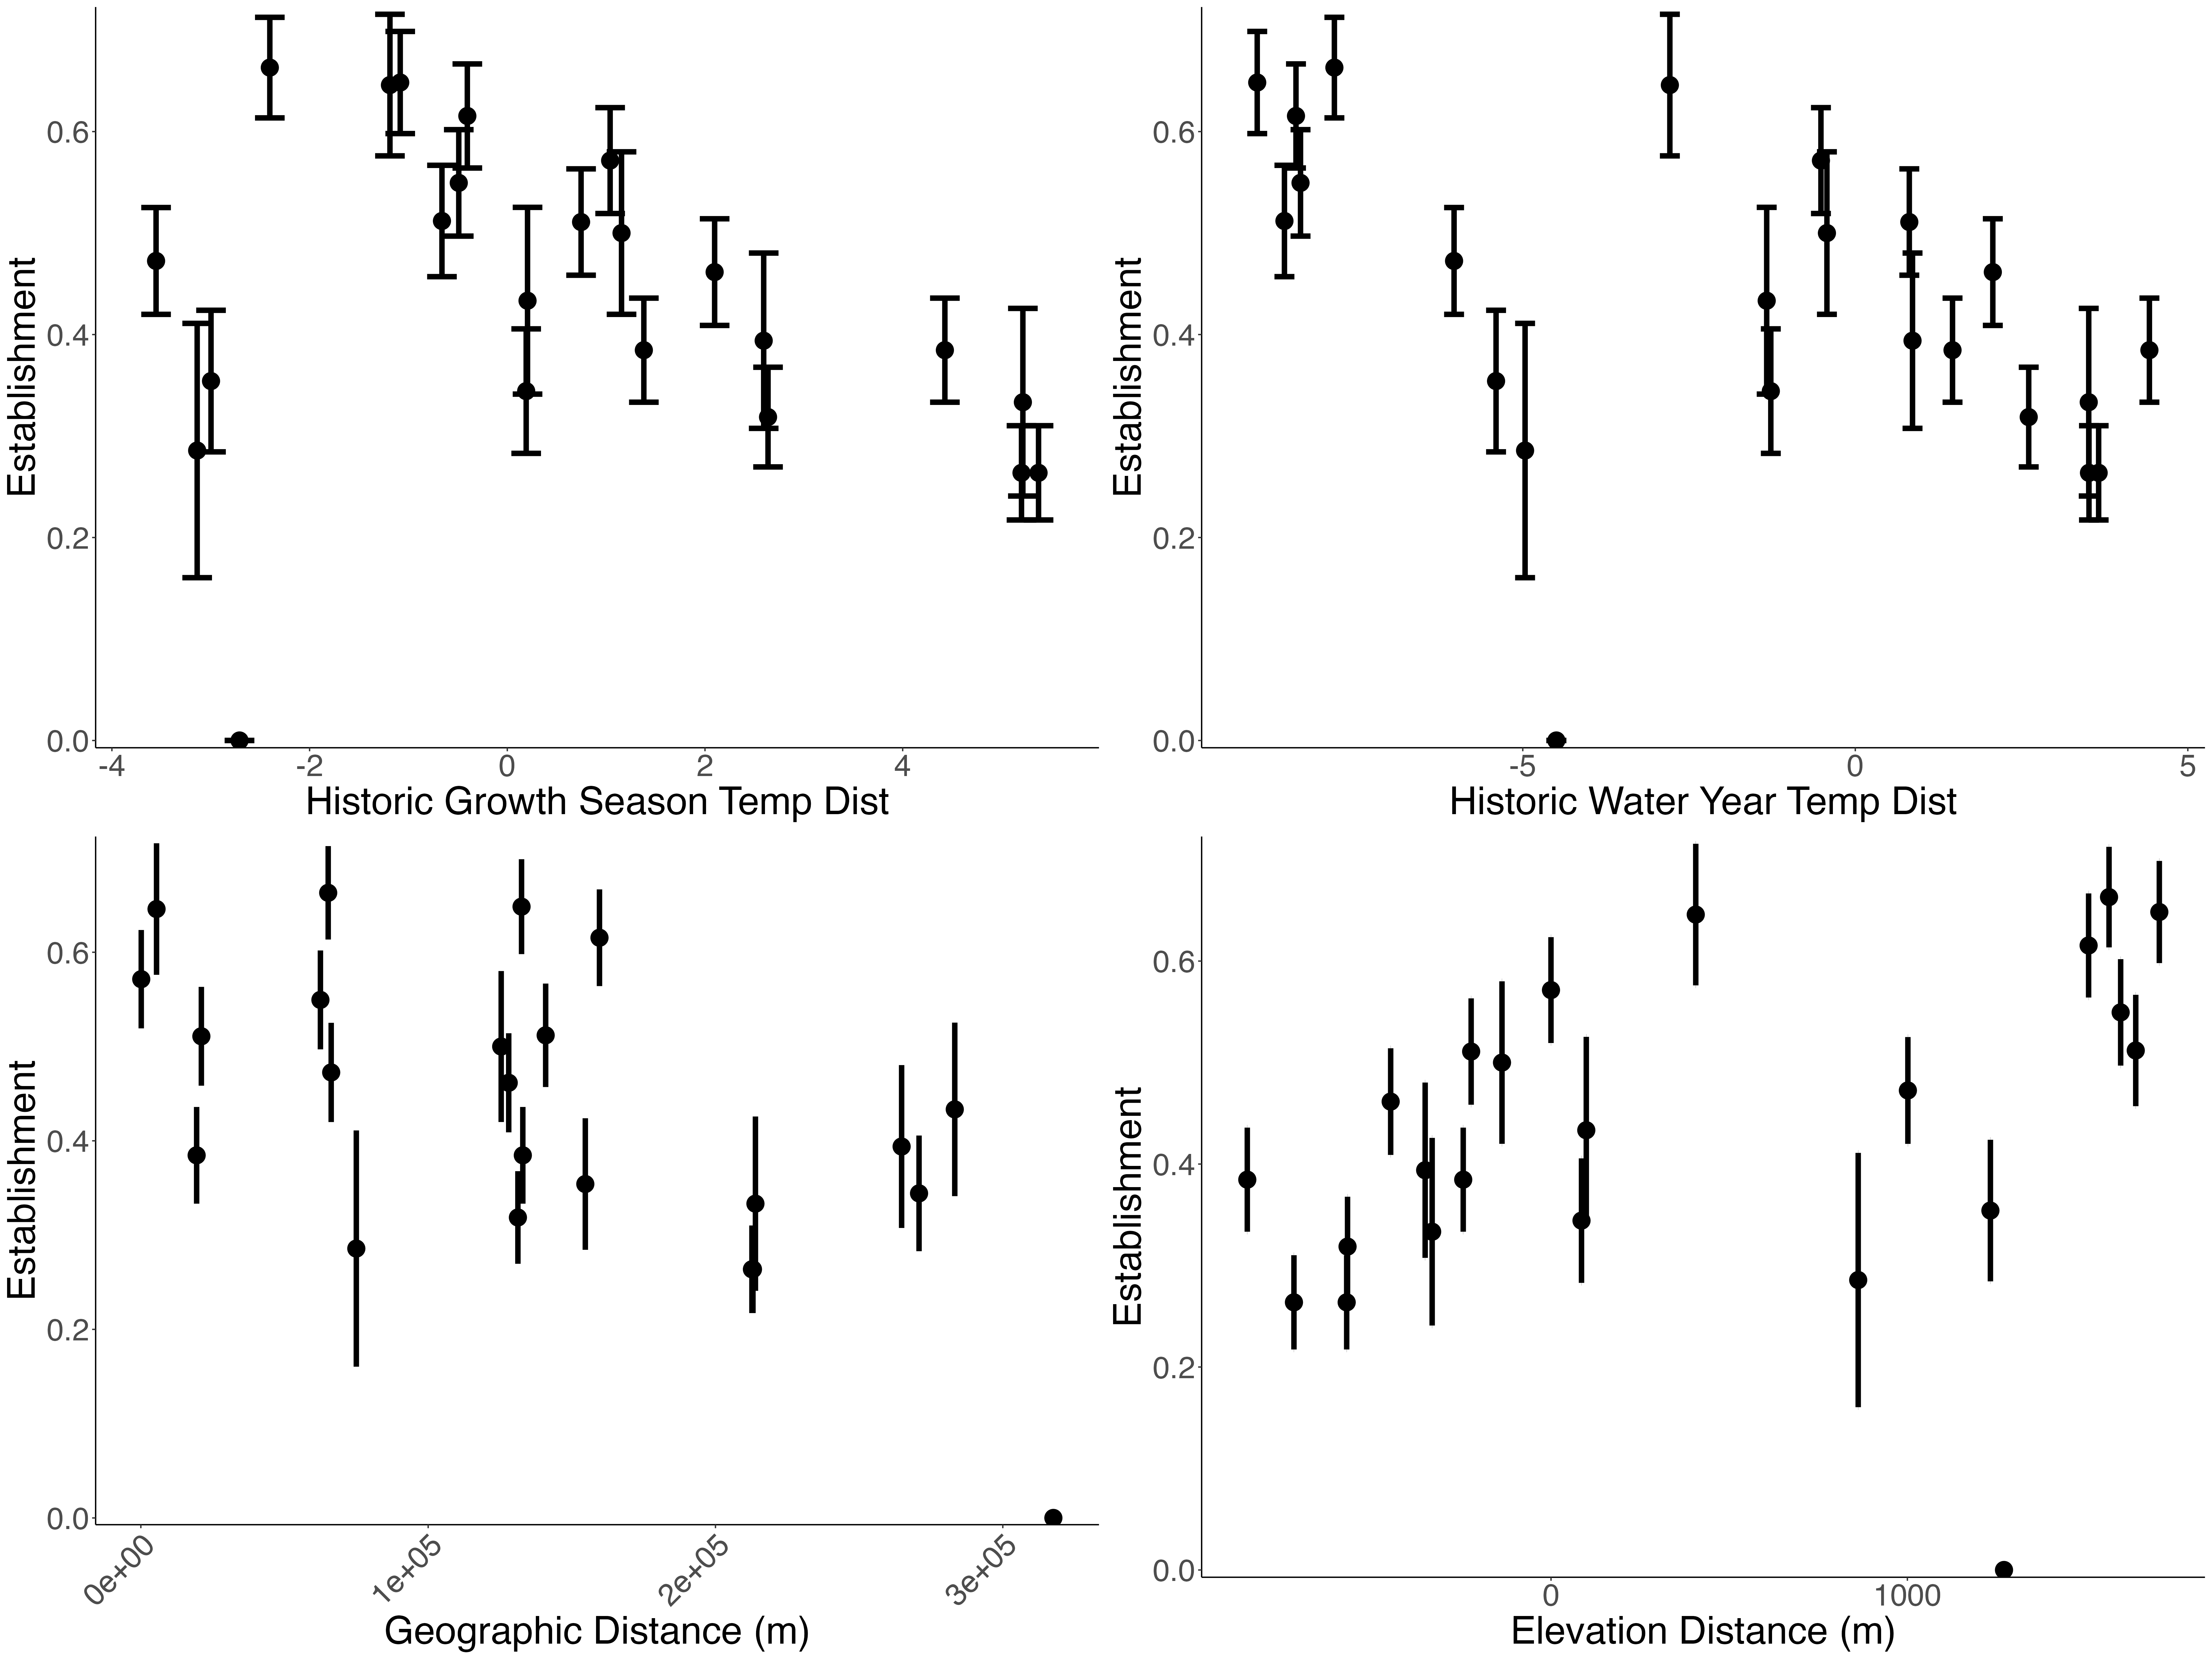 Establishment
0.6
0.4
0.2
0.0
-4 -2 0 2 4
Historic Growth Season Temp Dist
Establishment
0.6
0.4
0.2
0.0
-5 0 5
Historic Water Year Temp Dist
Establishment
0.6
0.4
0.2
0.0
0e+00 1e+05 2e+05 3e+05
Geographic Distance (m)
Establishment
0.6
0.4
0.2
0.0
0 1000
Elevation Distance (m)